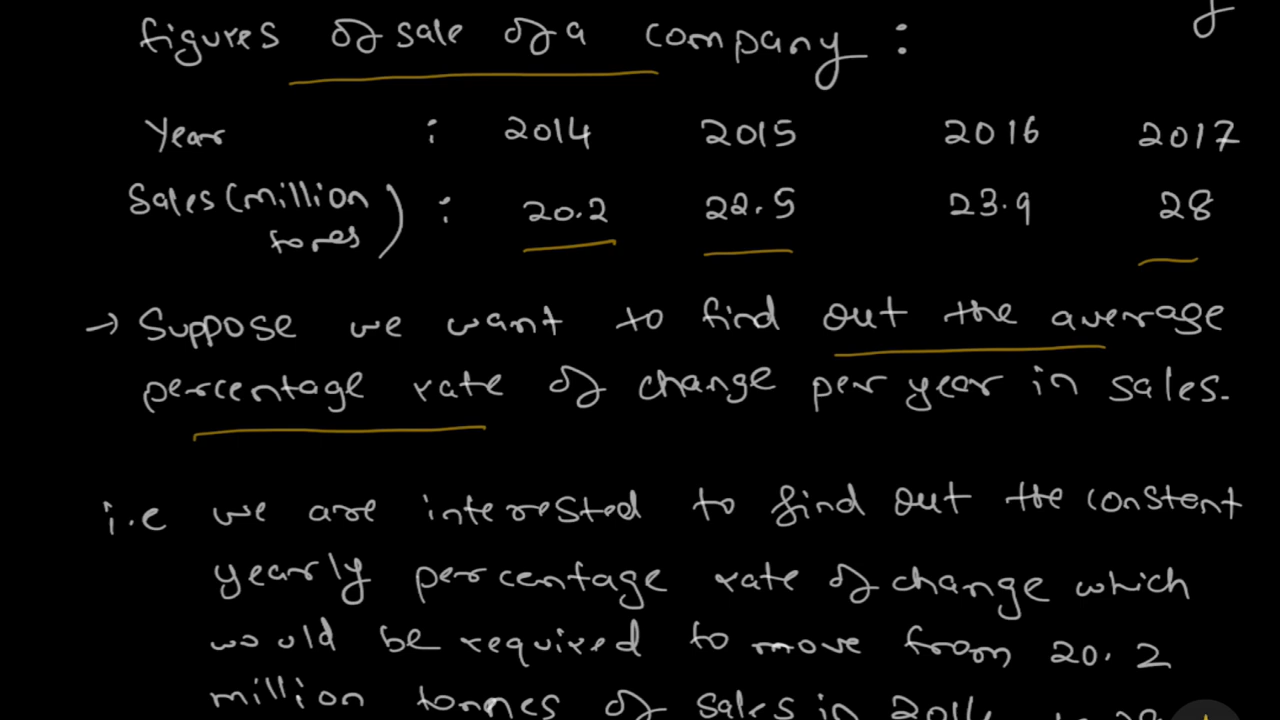 figures of sale of a company :
Year : 2014 2015 2016 2017
Sales (million tones) : 20.2 22.5 23.9 28
→ Suppose we want to find out the average
percentage rate of change per year in sales.
i.e we are interested to find out the constent
yearly percentage rate of change which
would be required to move from 20.2
million tonnes of sales in 2014